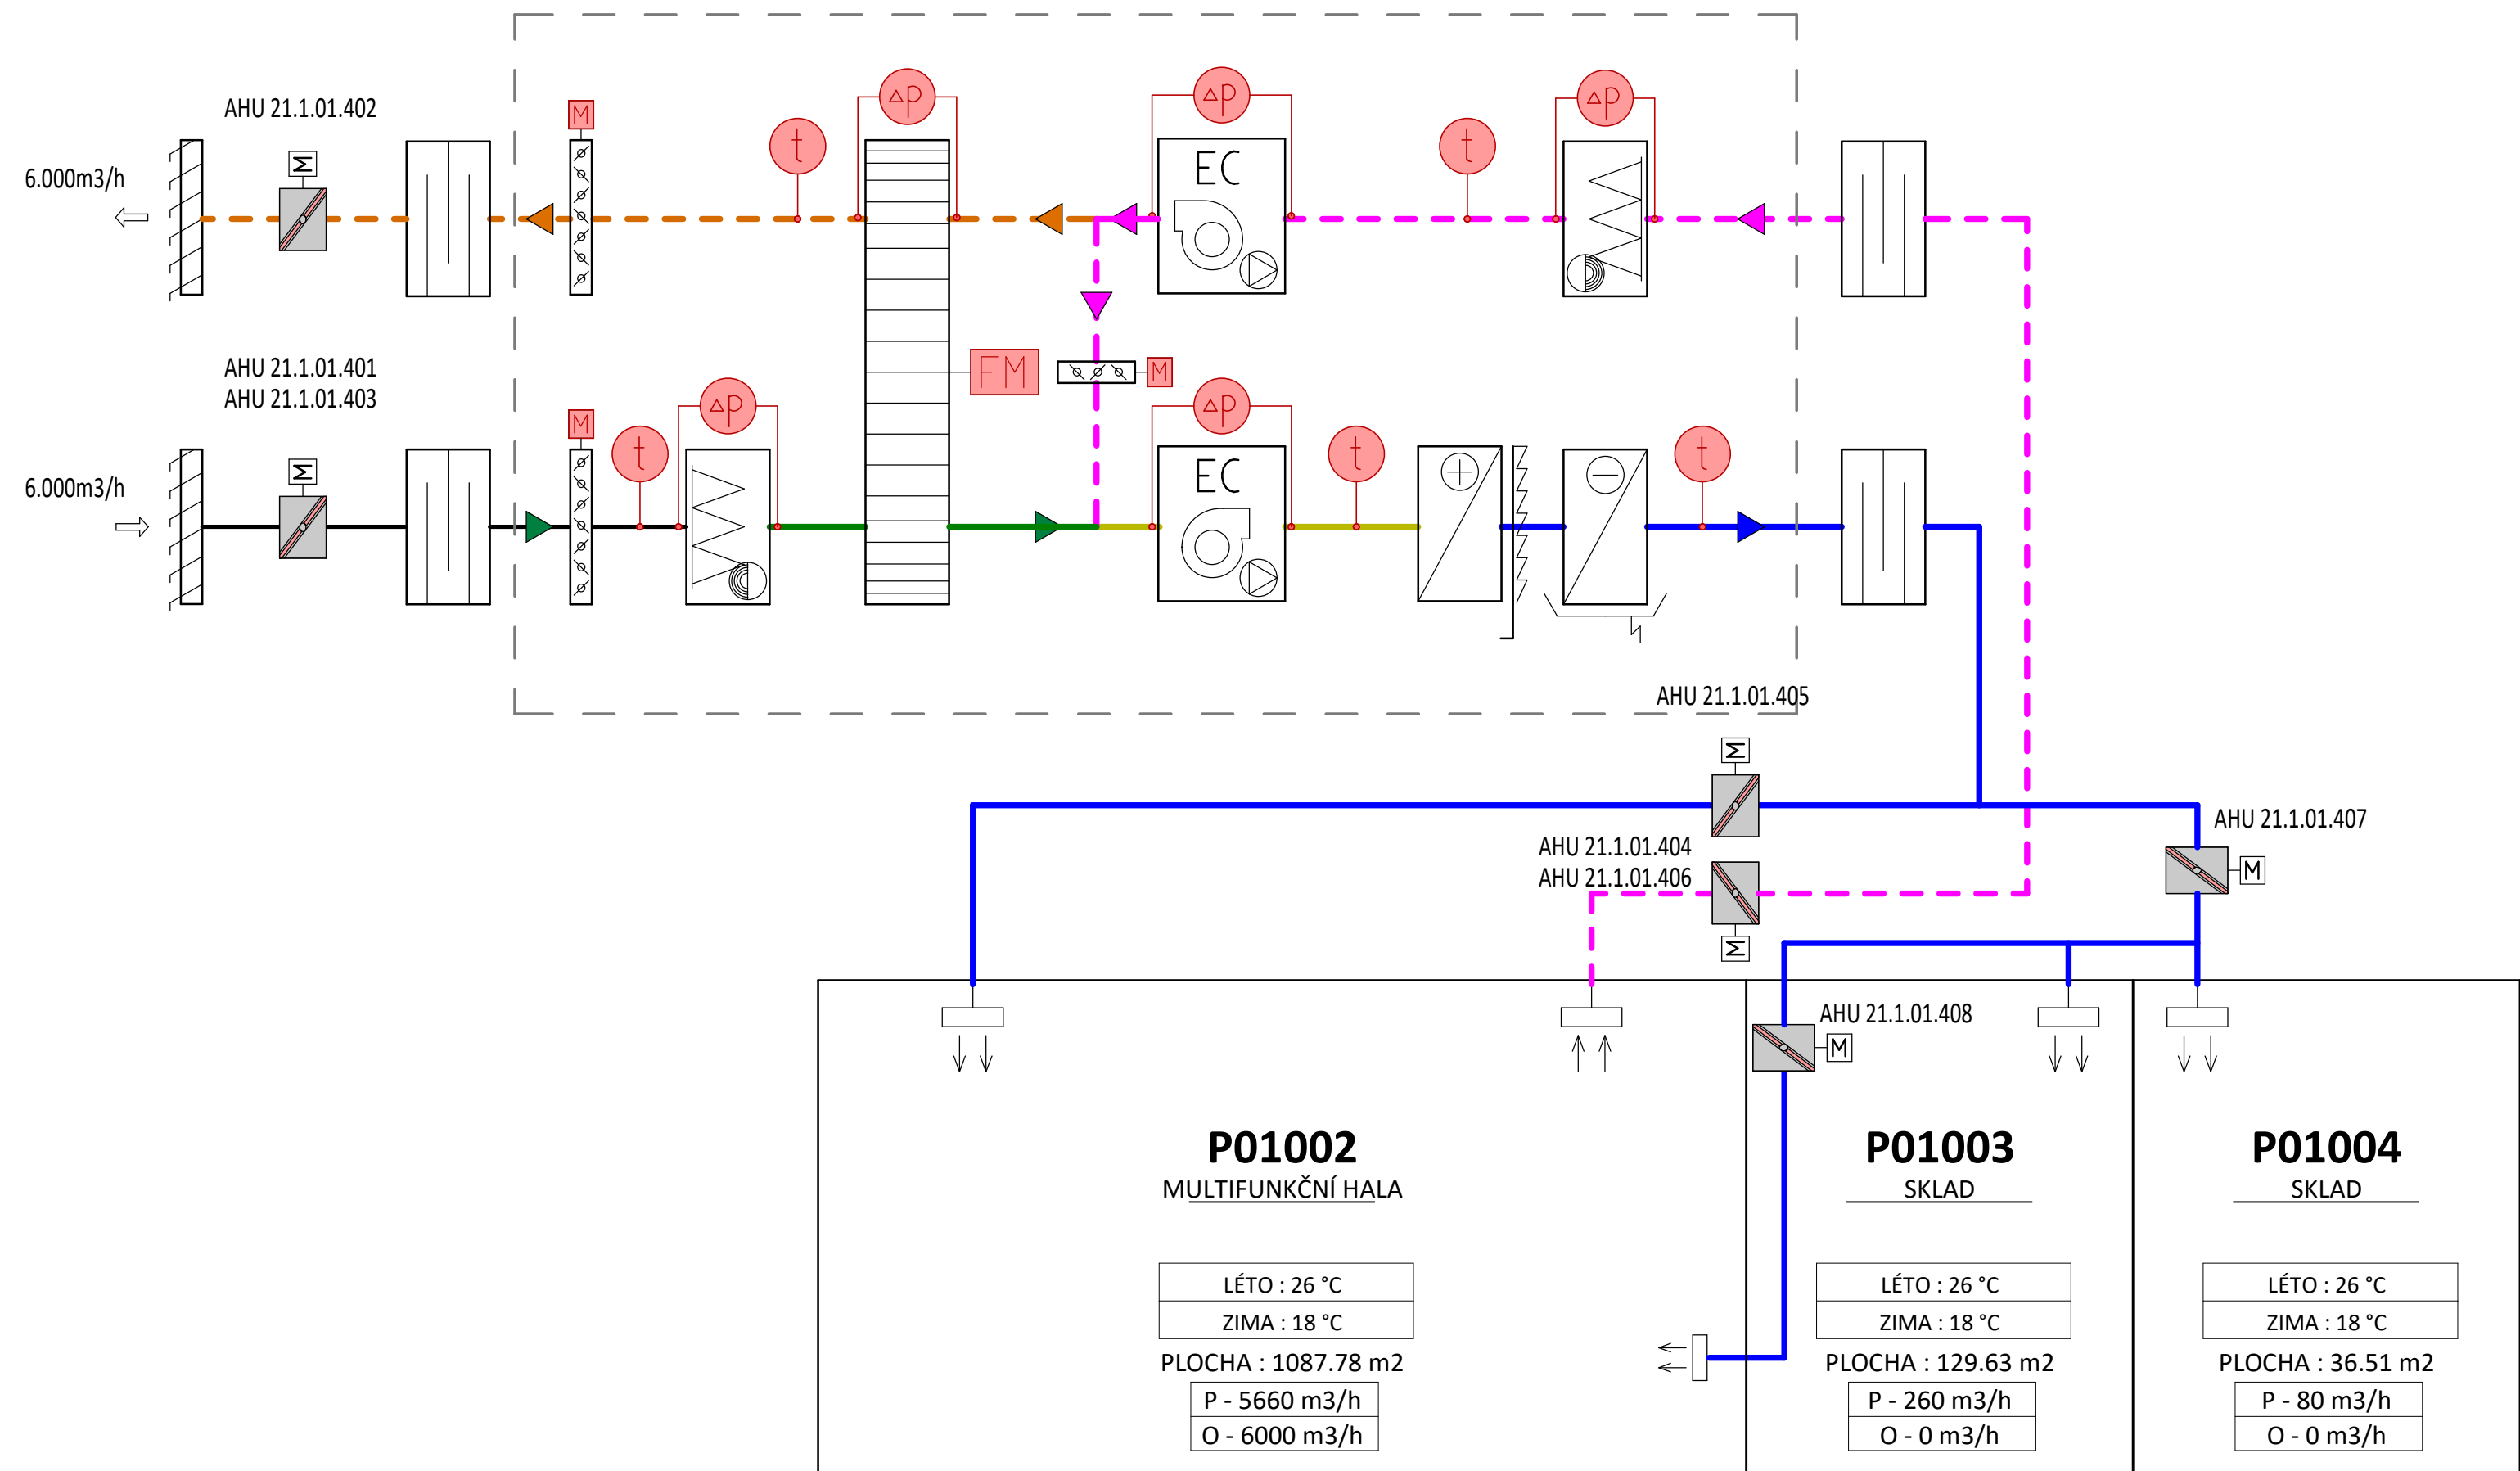 AHU 21.1.01.402
M
Δp
Δp
Δp
M
t
EC
t
6.000m3/h
AHU 21.1.01.401
AHU 21.1.01.403
FM
M
Δp
Δp
M
t
t
t
M
EC
6.000m3/h
AHU 21.1.01.405
M
AHU 21.1.01.407
AHU 21.1.01.404
AHU 21.1.01.406
M
M
AHU 21.1.01.408
M
P01002
MULTIFUNKČNÍ HALA
LÉTO : 26 °C
ZIMA : 18 °C
PLOCHA : 1087.78 m2
P - 5660 m3/h
O - 6000 m3/h
P01003
SKLAD
LÉTO : 26 °C
ZIMA : 18 °C
PLOCHA : 129.63 m2
P - 260 m3/h
O - 0 m3/h
P01004
SKLAD
LÉTO : 26 °C
ZIMA : 18 °C
PLOCHA : 36.51 m2
P - 80 m3/h
O - 0 m3/h